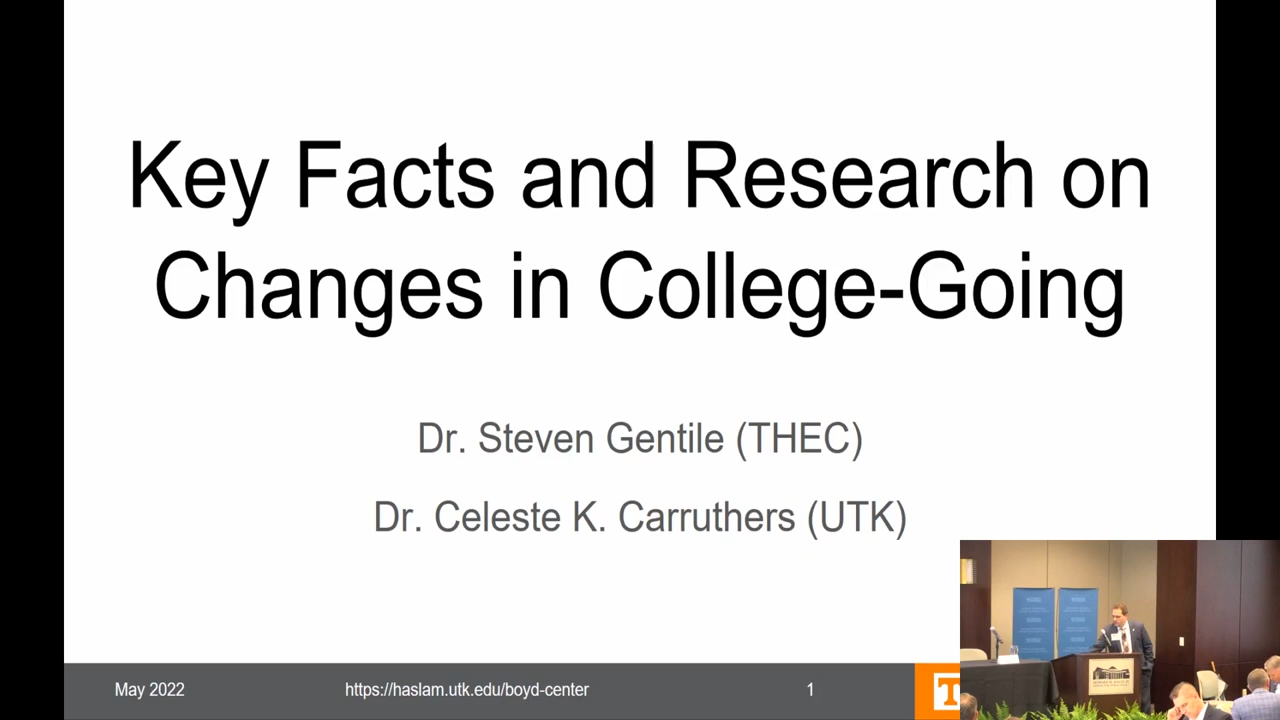 Key Facts and Research on
Changes in College-Going
Dr. Steven Gentile (THEC)
Dr. Celeste K. Carruthers (UTK)
May 2022
https://haslam.utk.edu/boyd-center
1
T